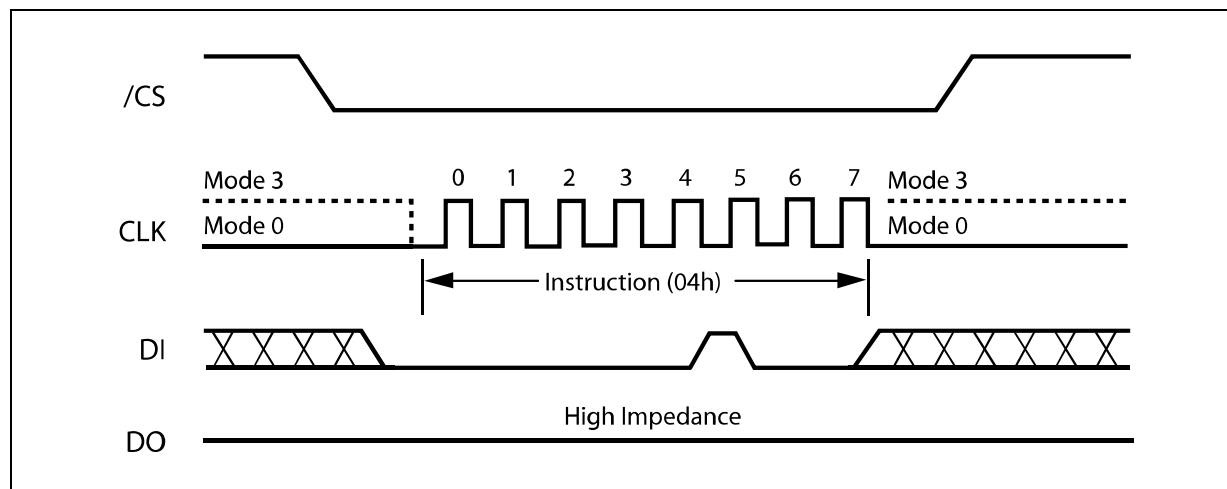 /CS
Mode 3
0 1 2 3 4 5 6 7
Mode 3
CLK
Mode 0
Mode 0
Instruction (04h)
DI
High Impedance
DO